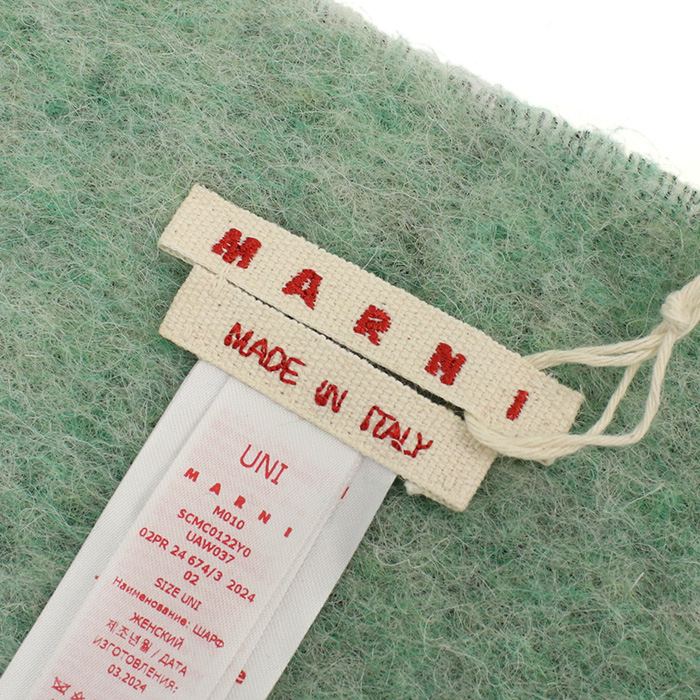 MARNI
MADE IN ITALY
UNI
MARNI
M010
SCMC0122Y0
UAW037
02PR 24 674/3 2024
02
SIZE UNI
Наименование: ШАРФ
ЖЕНСКИЙ
제조년월 / ДАТА
ИЗГОТОВЛЕНИЯ:
03.2024